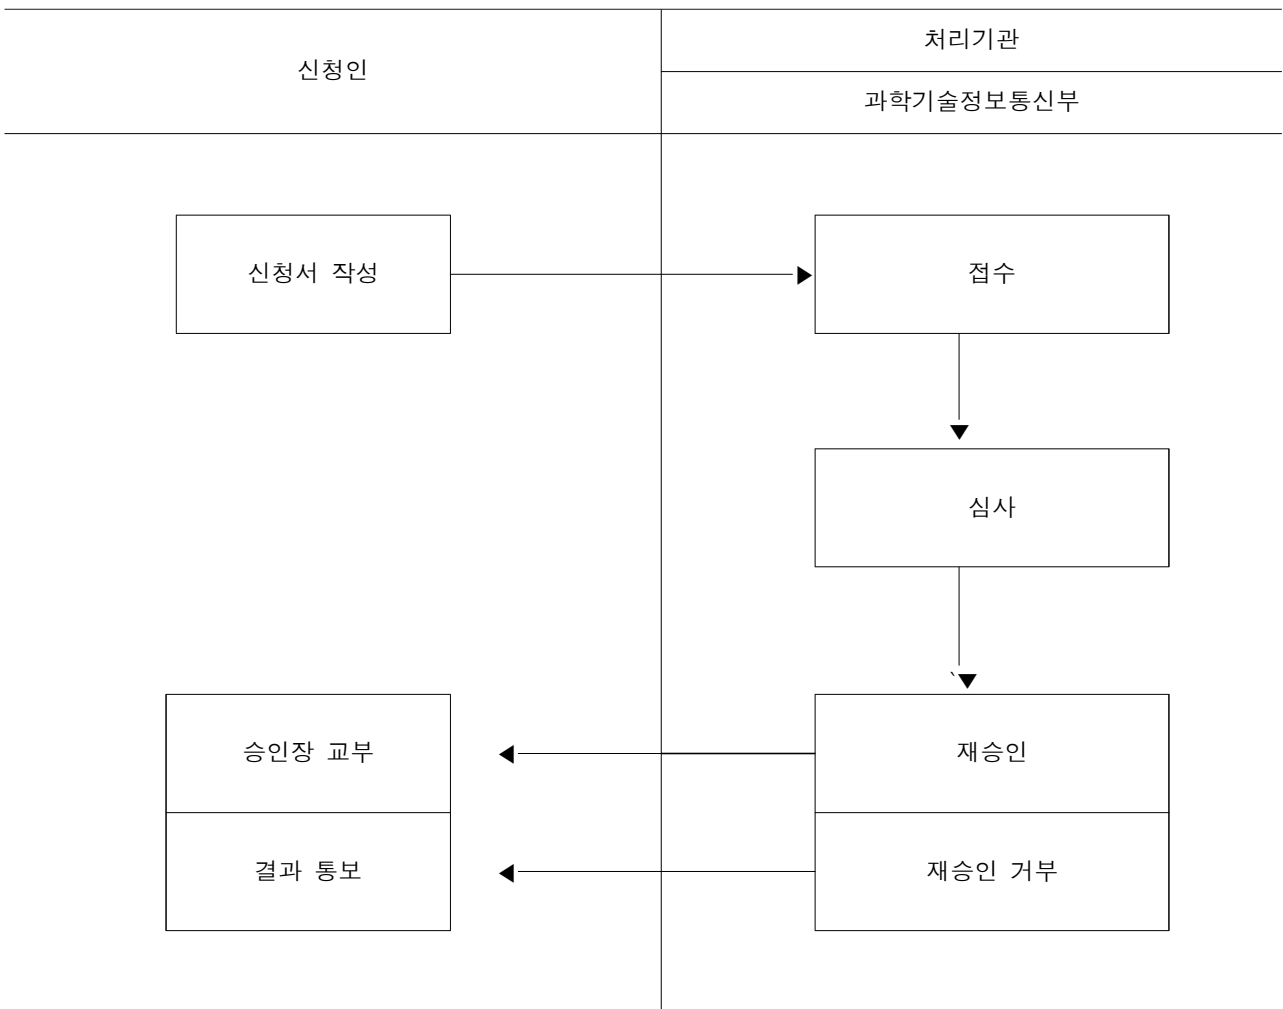 신청인
처리기관
과학기술정보통신부
신청서 작성
접수
심사
`
승인장 교부
재승인
결과 통보
재승인 거부